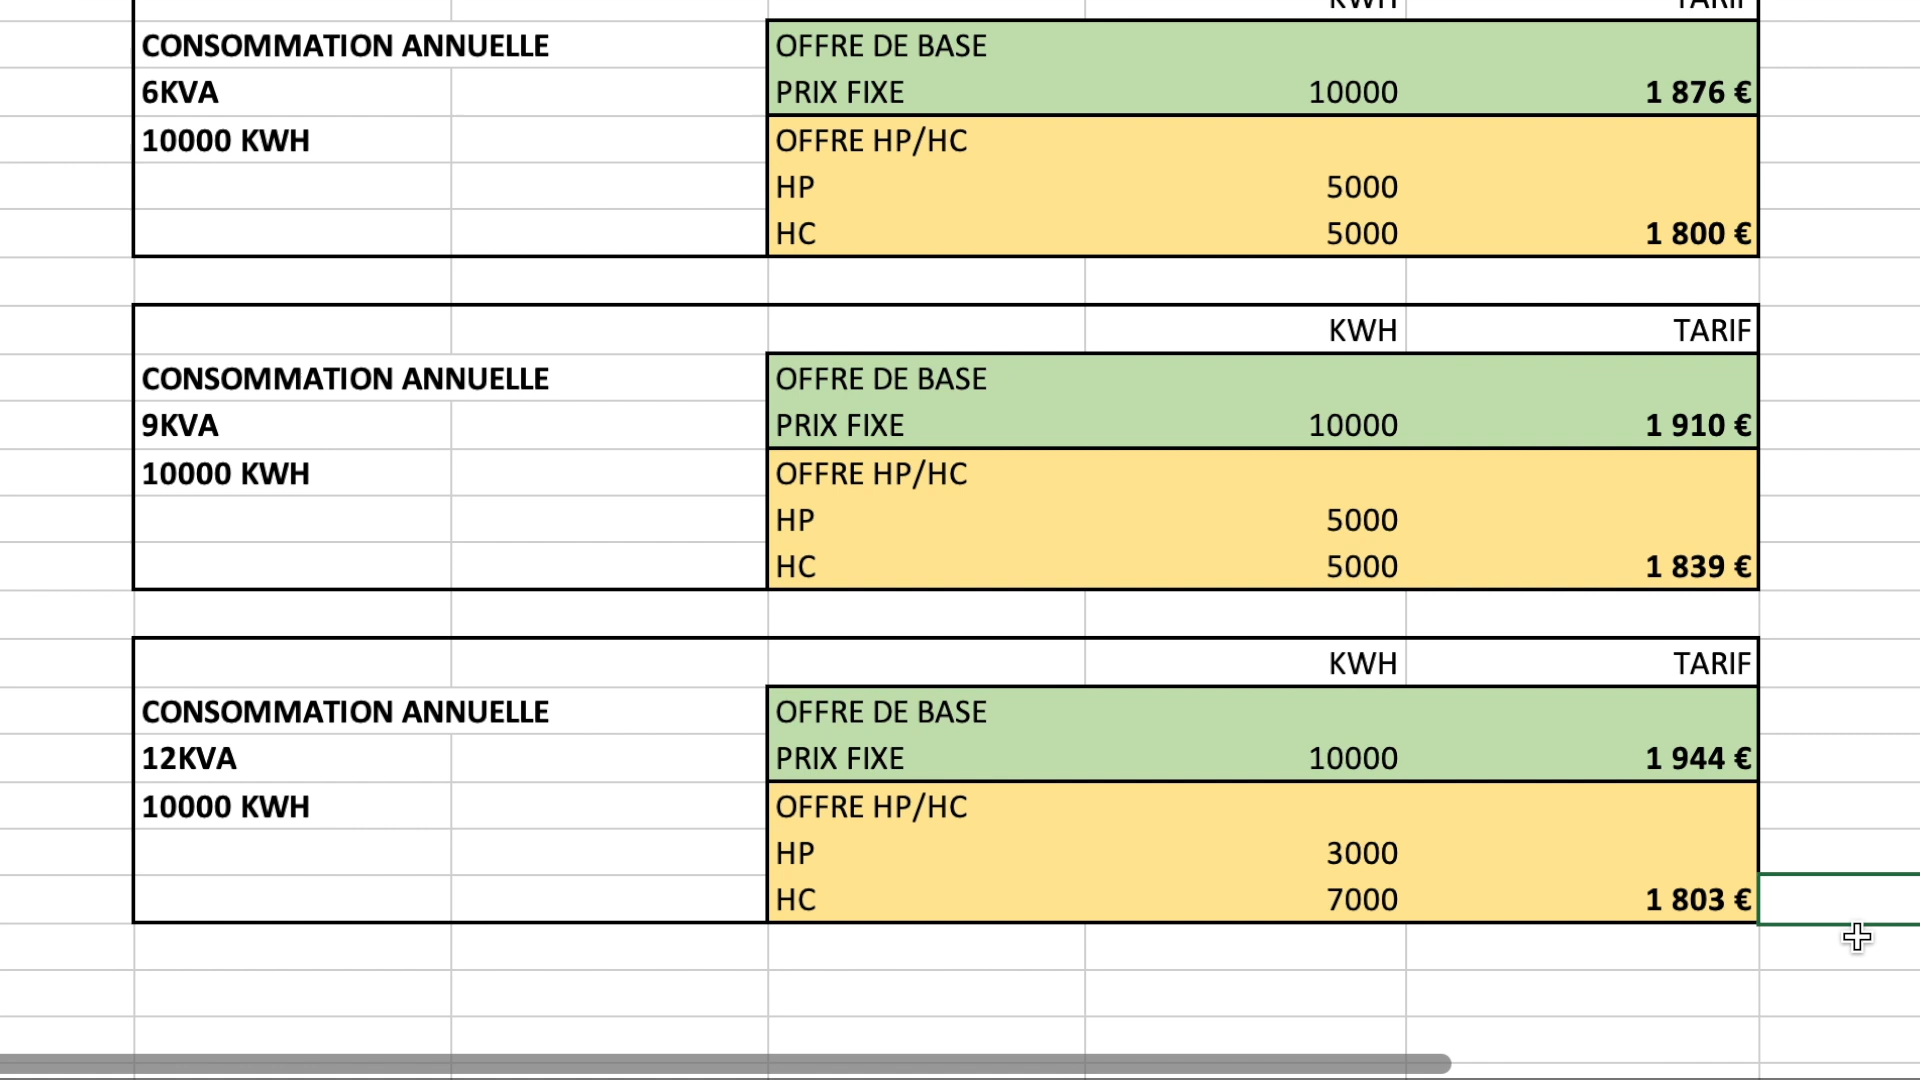 KWH TARIF
CONSOMMATION ANNUELLE OFFRE DE BASE
6KVA PRIX FIXE 10000 1 876 €
10000 KWH OFFRE HP/HC
HP 5000
HC 5000 1 800 €
KWH TARIF
CONSOMMATION ANNUELLE OFFRE DE BASE
9KVA PRIX FIXE 10000 1 910 €
10000 KWH OFFRE HP/HC
HP 5000
HC 5000 1 839 €
KWH TARIF
CONSOMMATION ANNUELLE OFFRE DE BASE
12KVA PRIX FIXE 10000 1 944 €
10000 KWH OFFRE HP/HC
HP 3000
HC 7000 1 803 €